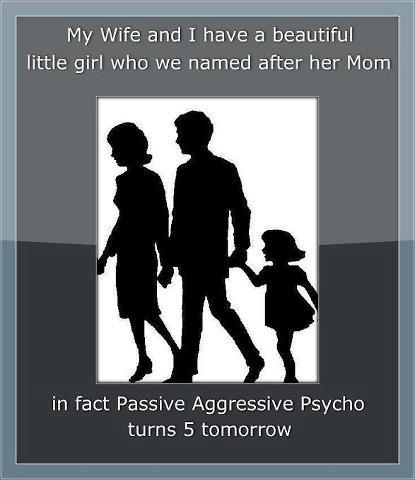 My Wife and I have a beautiful
little girl who we named after her Mom
in fact Passive Aggressive Psycho
turns 5 tomorrow